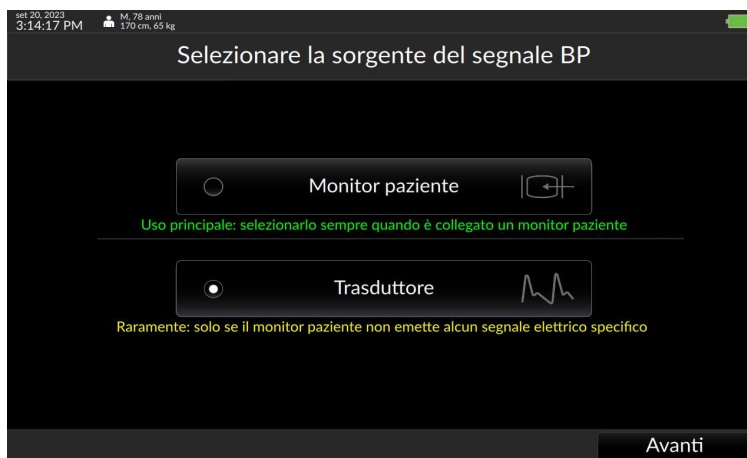 set 20, 2023
3:14:17 PM
M, 78 anni
170 cm, 65 kg
Selezionare la sorgente del segnale BP
Monitor paziente
Uso principale: selezionarlo sempre quando è collegato un monitor paziente
Trasduttore
Raramente: solo se il monitor paziente non emette alcun segnale elettrico specifico
Avanti